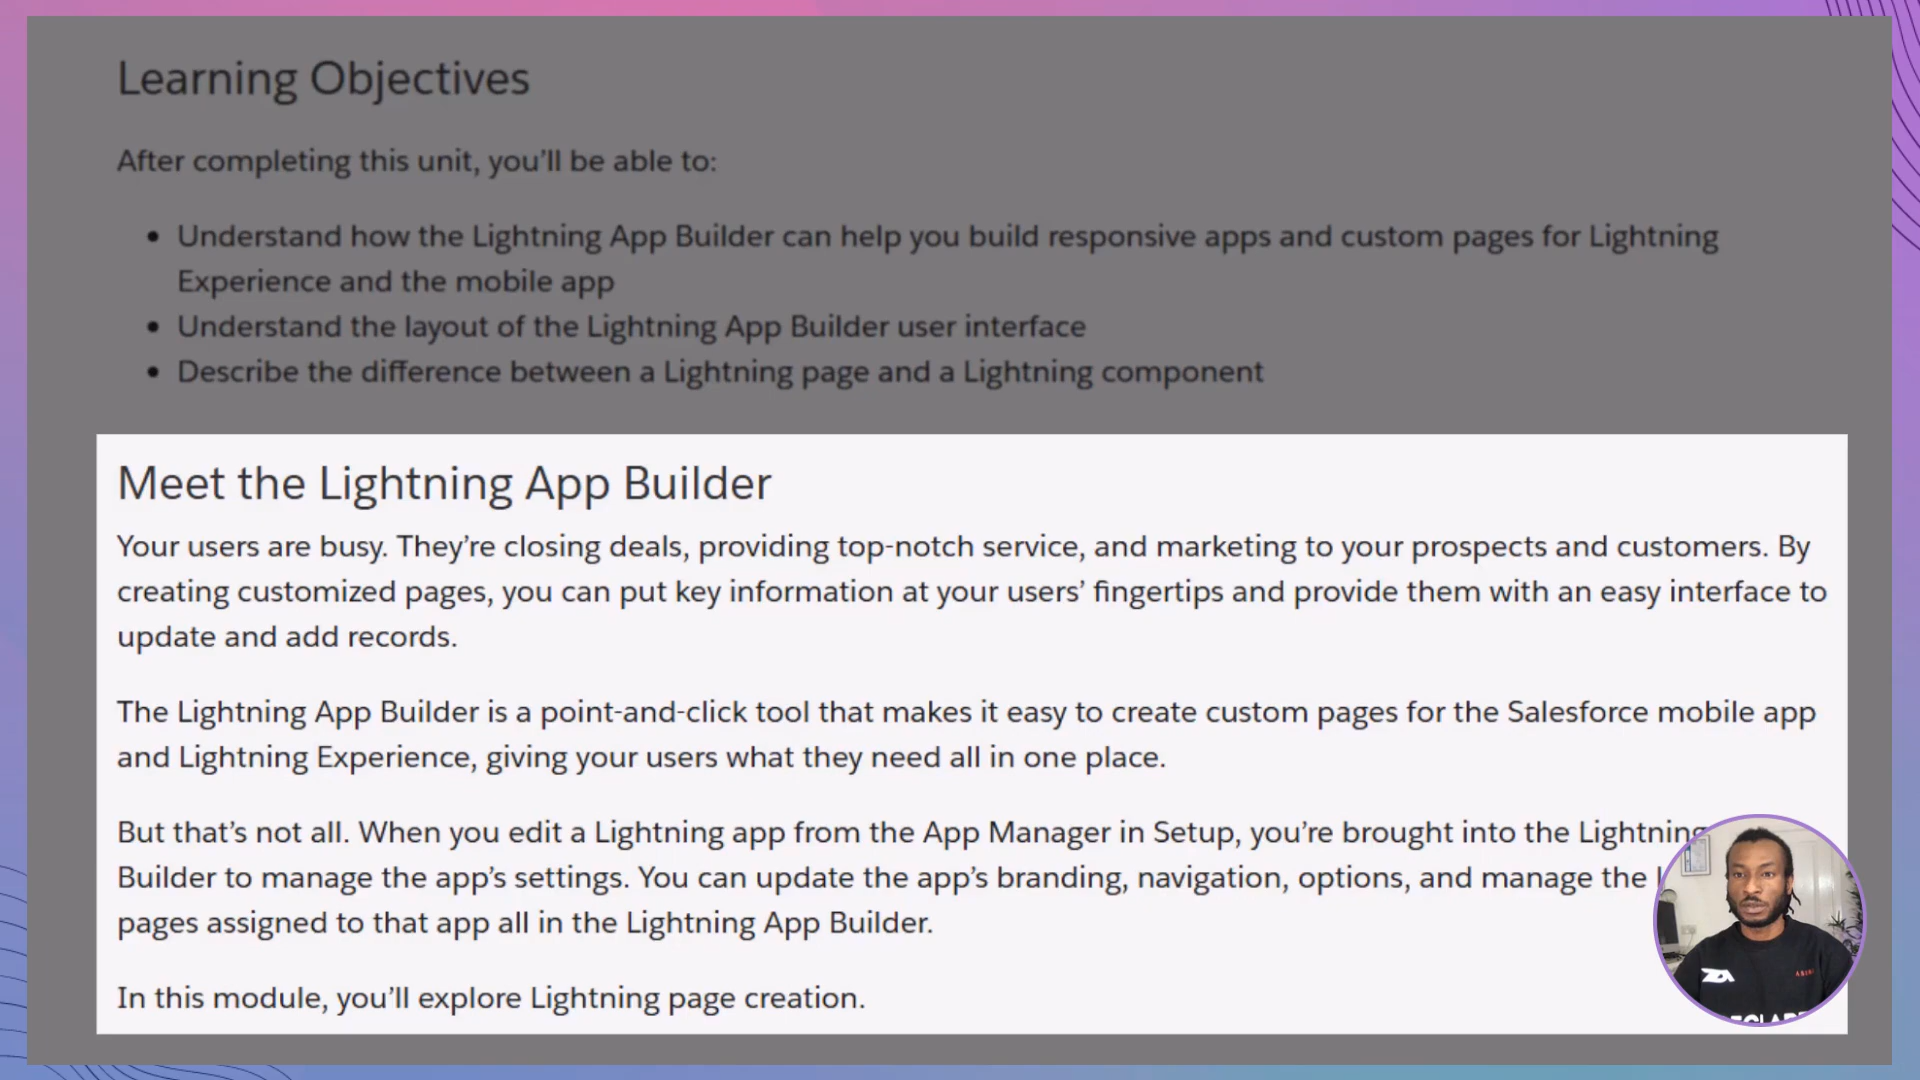 Learning Objectives
After completing this unit, you’ll be able to:
• Understand how the Lightning App Builder can help you build responsive apps and custom pages for Lightning
Experience and the mobile app
• Understand the layout of the Lightning App Builder user interface
• Describe the difference between a Lightning page and a Lightning component
Meet the Lightning App Builder
Your users are busy. They’re closing deals, providing top-notch service, and marketing to your prospects and customers. By
creating customized pages, you can put key information at your users’ fingertips and provide them with an easy interface to
update and add records.
The Lightning App Builder is a point-and-click tool that makes it easy to create custom pages for the Salesforce mobile app
and Lightning Experience, giving your users what they need all in one place.
But that’s not all. When you edit a Lightning app from the App Manager in Setup, you’re brought into the Lightning
Builder to manage the app’s settings. You can update the app’s branding, navigation, options, and manage the
pages assigned to that app all in the Lightning App Builder.
In this module, you’ll explore Lightning page creation.